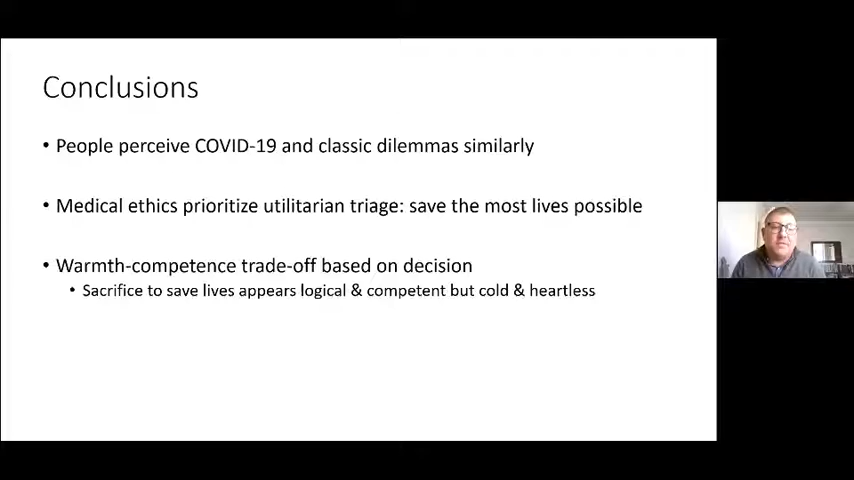 Conclusions
• People perceive COVID-19 and classic dilemmas similarly
• Medical ethics prioritize utilitarian triage: save the most lives possible
• Warmth-competence trade-off based on decision
• Sacrifice to save lives appears logical & competent but cold & heartless